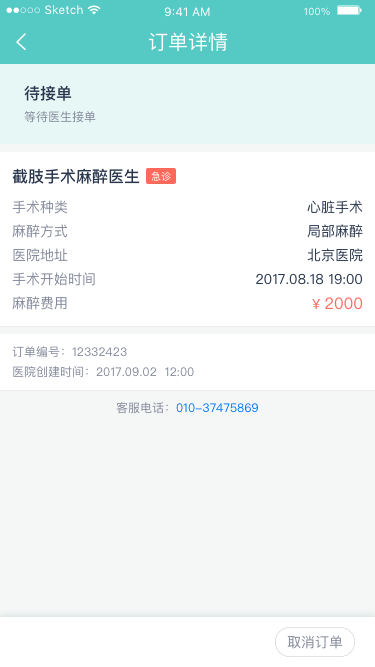 Sketch 9:41 AM 100%
订单详情
待接单
等待医生接单
截肢手术麻醉医生 急诊
手术种类 心脏手术
麻醉方式 局部麻醉
医院地址 北京医院
手术开始时间 2017.08.18 19:00
麻醉费用 ¥ 2000
订单编号：12332423
医院创建时间：2017.09.02 12:00
客服电话：010-37475869
取消订单